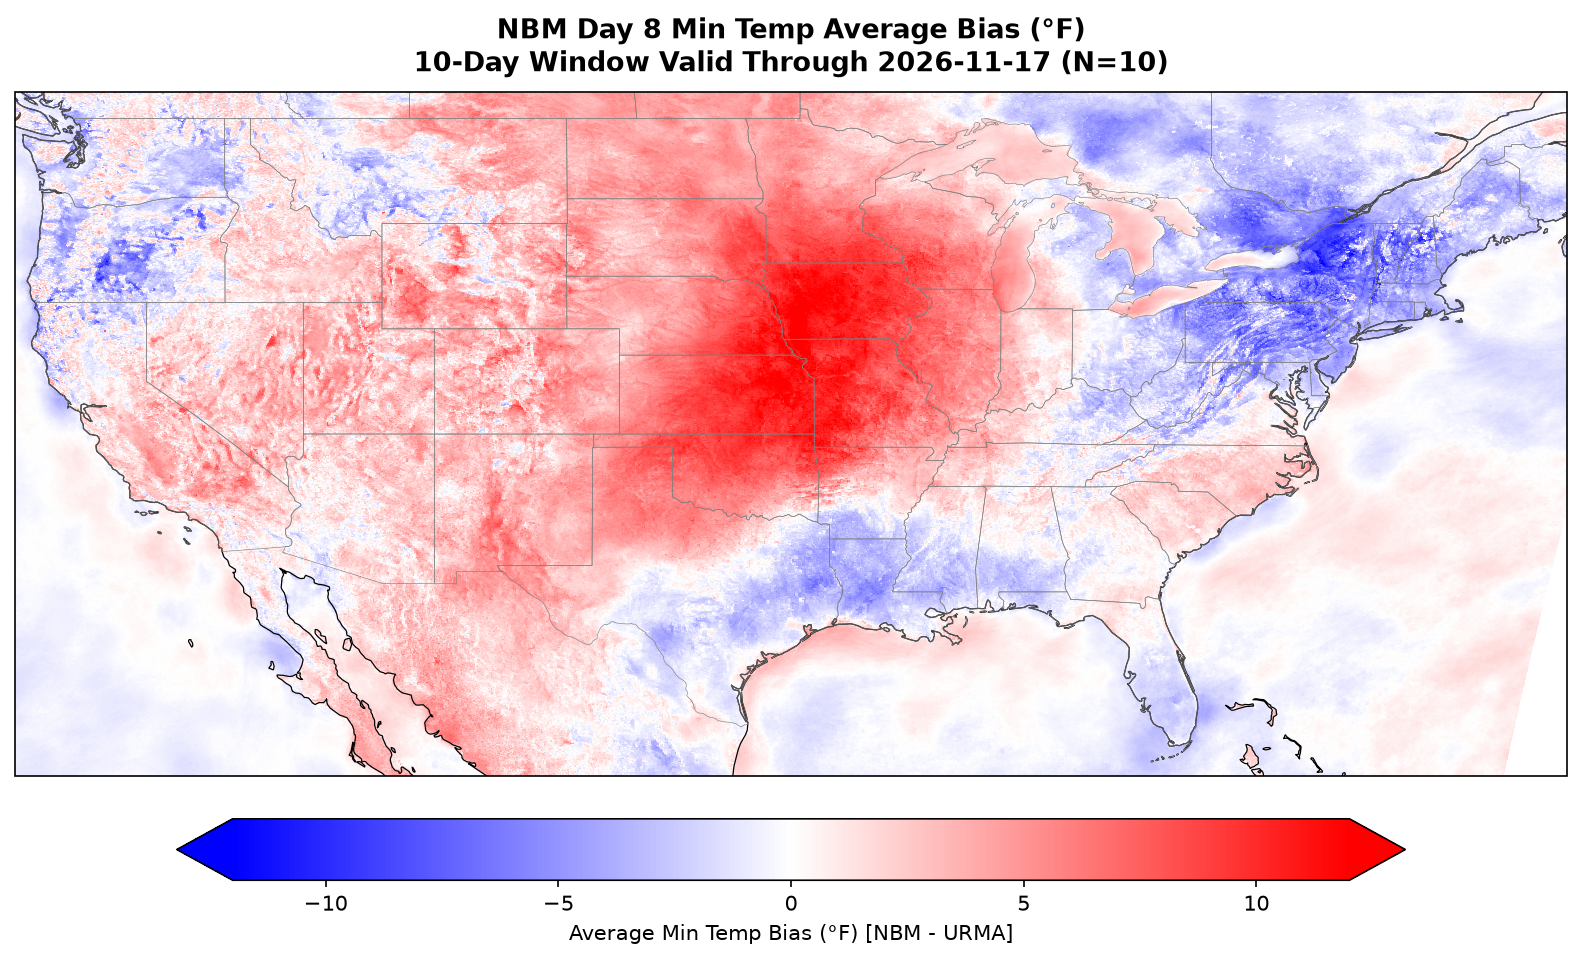 NBM Day 8 Min Temp Average Bias (°F)
10-Day Window Valid Through 2026-11-17 (N=10)
−10 −5 0 5 10
Average Min Temp Bias (°F) [NBM - URMA]